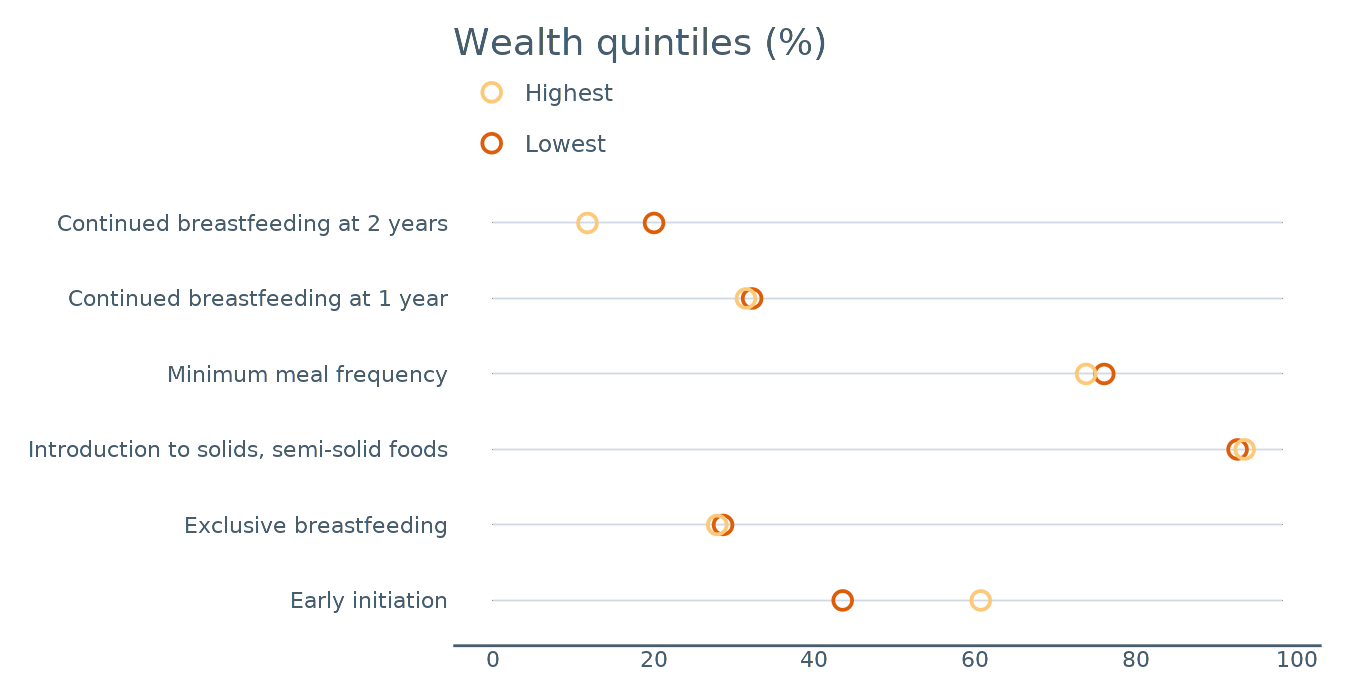 Wealth quintiles (%)
Highest
Lowest
Continued breastfeeding at 2 years
Continued breastfeeding at 1 year
Minimum meal frequency
Introduction to solids, semi-solid foods
Exclusive breastfeeding
Early initiation
0 20 40 60 80 100